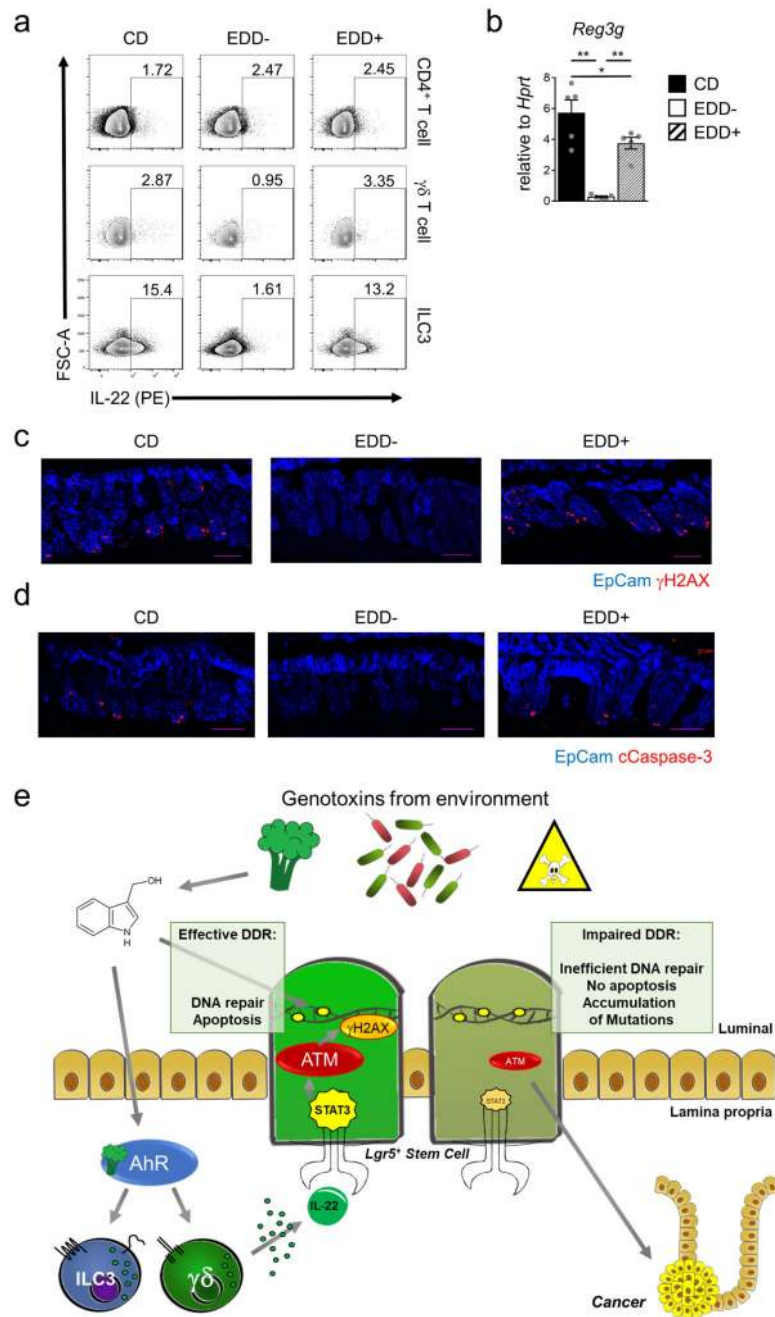 a
CD EDD- EDD+
1.72 2.47 2.45
CD4+ T cell
2.87 0.95 3.35
γδ T cell
15.4 1.61 13.2
ILC3
FSC-A
IL-22 (PE)
b
Reg3g
** **
*
8
6
4
2
0
relative to Hprt
CD
EDD-
EDD+
c
CD EDD- EDD+
EpCam γH2AX
d
CD EDD- EDD+
EpCam cCaspase-3
e
Genotoxins from environment
OH
N
H
Effective DDR:
DNA repair
Apoptosis
Impaired DDR:
Inefficient DNA repair
No apoptosis
Accumulation
of Mutations
γH2AX
ATM
ATM
STAT3
STAT3
Luminal
Lamina propria
Lgr5+ Stem Cell
AhR
IL-22
ILC3
γδ
Cancer